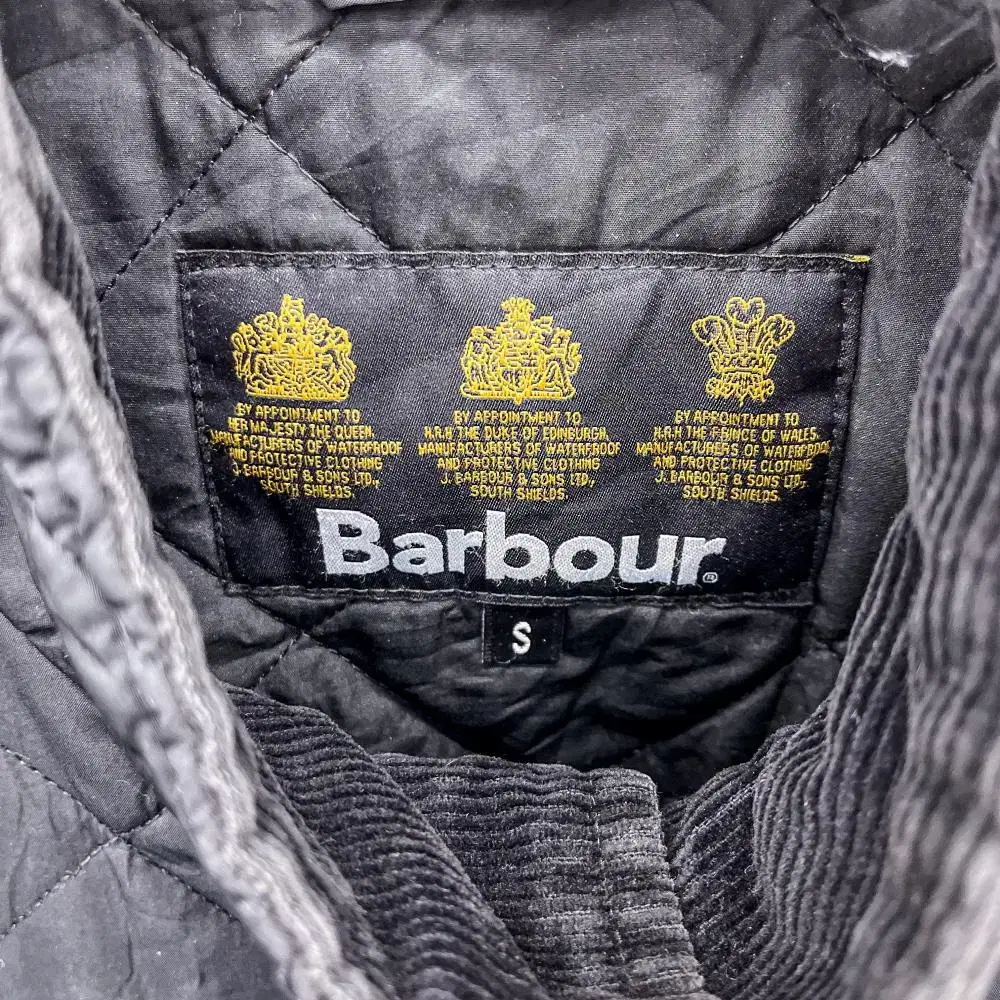 BY APPOINTMENT TO
HER MAJESTY THE QUEEN.
MANUFACTURERS OF WATERPROOF
AND PROTECTIVE CLOTHING
J. BARBOUR & SONS LTD.,
SOUTH SHIELDS.
BY APPOINTMENT TO
H.R.H THE DUKE OF EDINBURGH.
MANUFACTURERS OF WATERPROOF
AND PROTECTIVE CLOTHING
J. BARBOUR & SONS LTD.,
SOUTH SHIELDS.
BY APPOINTMENT TO
H.R.H THE PRINCE OF WALES.
MANUFACTURERS OF WATERPROOF
AND PROTECTIVE CLOTHING
J. BARBOUR & SONS LTD.,
SOUTH SHIELDS.
Barbour®
S